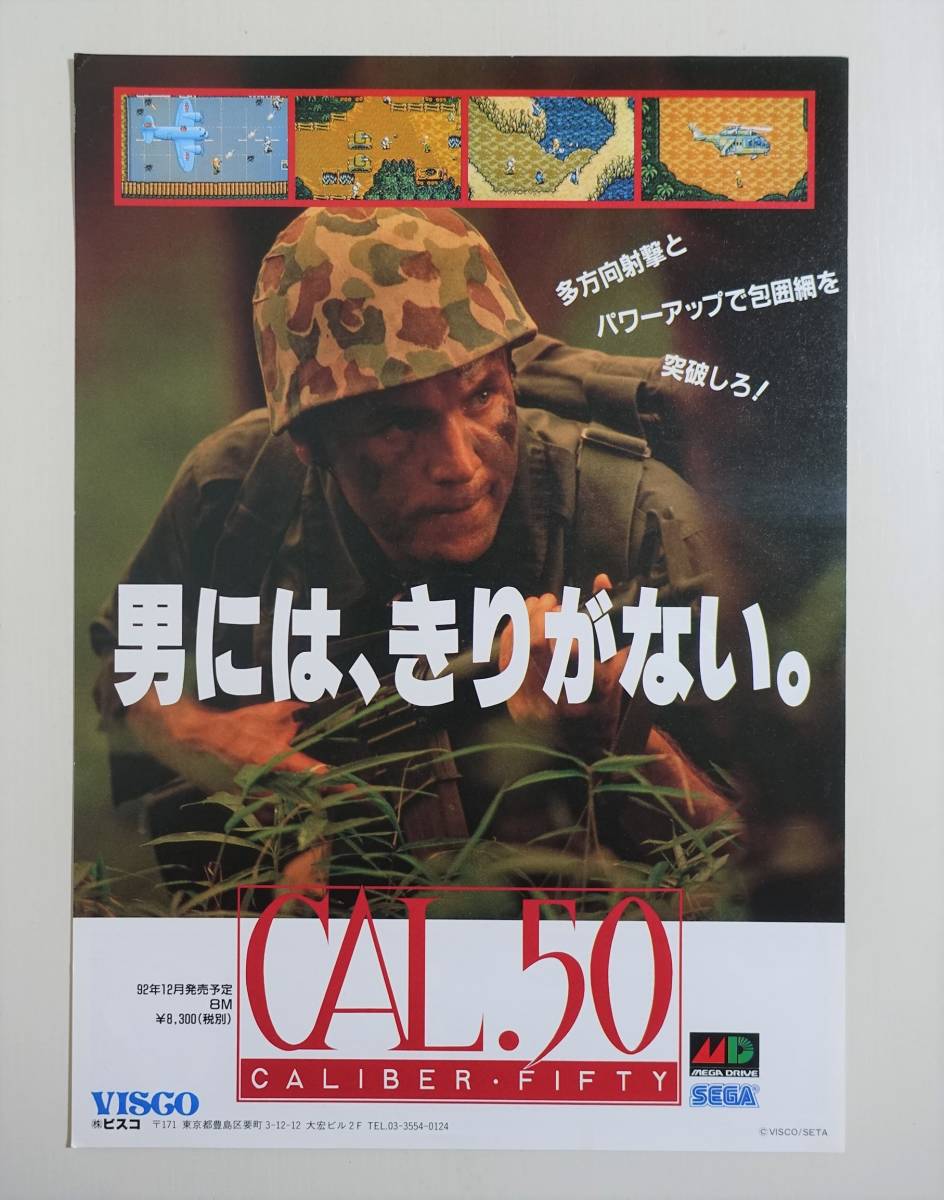 多方向射撃と
パワーアップで包囲網を
突破しろ!
男には、きりがない。
CAL.50
CALIBER・FIFTY
92年12月発売予定
8M
¥8,300(税別)
MD
MEGA DRIVE
SEGA
VISCO
㈱ビスコ 〒171 東京都豊島区要町3-12-12 大宏ビル2F TEL.03-3554-0124
©VISCO/SETA